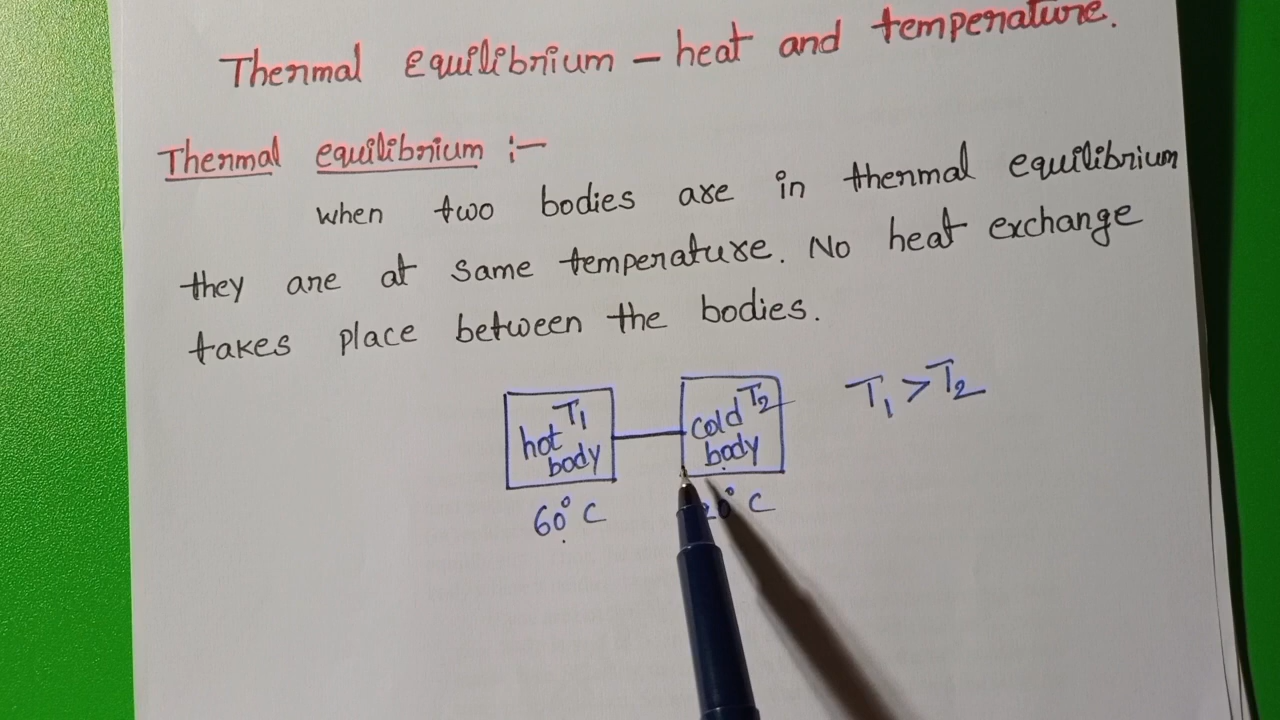 Thermal equilibrium – heat and temperature.
Thermal equilibrium :–
when two bodies are in thermal equilibrium
they are at same temperature. No heat exchange
takes place between the bodies.
T1 > T2
hot T1
body
cold T2
body
60° C
° C